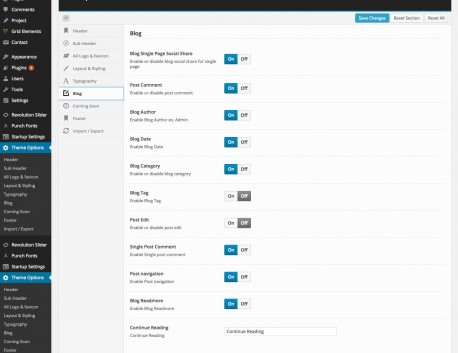 Comments
Project
Grid Elements
Contact
Appearance
Plugins
Users
Tools
Settings
Revolution Slider
Punch Fonts
Startup Settings
Theme Options
Header
Sub Header
All Logo & favicon
Layout & Styling
Typography
Blog
Coming Soon
Footer
Import / Export
Revolution Slider
Punch Fonts
Startup Settings
Theme Options
Header
Sub Header
All Logo & favicon
Layout & Styling
Typography
Blog
Coming Soon
Footer
Save Changes Reset Section Reset All
Header
Sub Header
All Logo & Favicon
Layout & Styling
Typography
Blog
Coming Soon
Footer
Import / Export
Blog
Blog Single Page Social Share
Enable or disable blog social share for single
page
On Off
Post Comment
Enable or disable post comment
On Off
Blog Author
Enable Blog Author ex. Admin
On Off
Blog Date
Enable Blog Date
On Off
Blog Category
Enable or disable blog category
On Off
Blog Tag
Enable Blog Tag
On Off
Post Edit
Enable or disable post edit
On Off
Single Post Comment
Enable Single post comment
On Off
Post navigation
Enable Post navigation
On Off
Blog Readmore
Enable Blog Readmore
On Off
Continue Reading
Continue Reading
Continue Reading